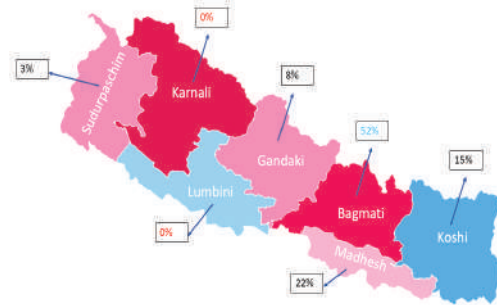 0%
3%
8%
Sudurpaschim
Karnali
52%
Gandaki
15%
Lumbini
Bagmati
0%
Koshi
Madhesh
22%